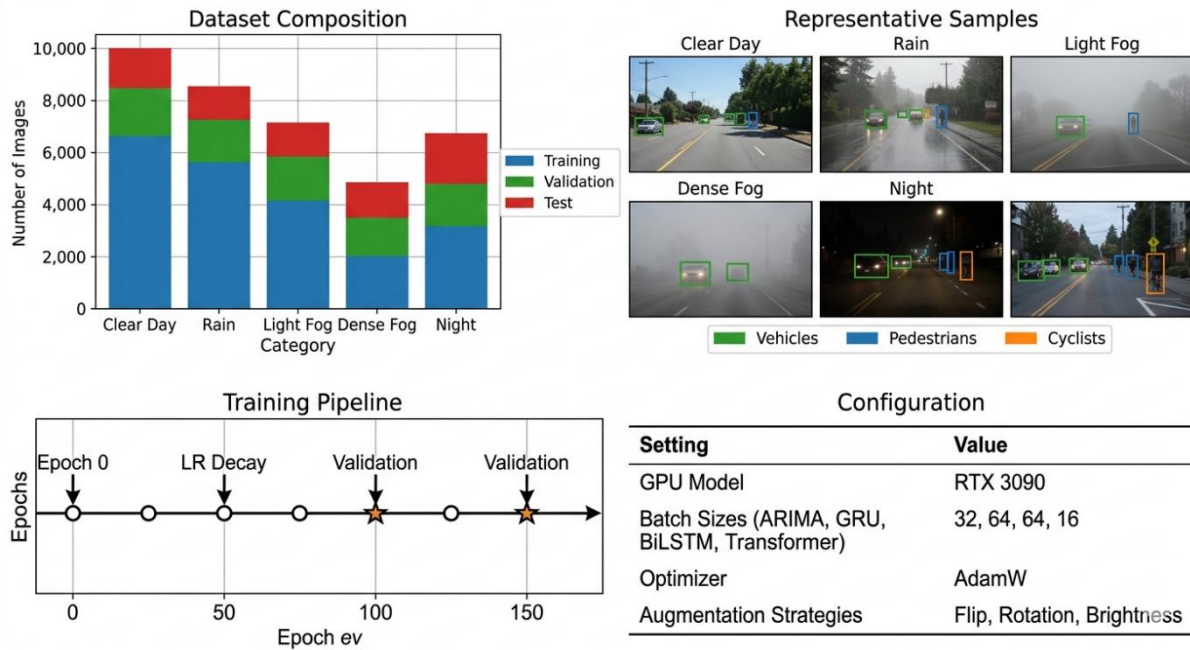 Dataset Composition
Number of Images
10,000
8,000
6,000
4,000
2,000
0
Training
Validation
Test
Clear Day
Rain
Light Fog
Dense Fog
Night
Category
Representative Samples
Clear Day
Rain
Light Fog
Dense Fog
Night
Vehicles
Pedestrians
Cyclists
Training Pipeline
Epochs
Epoch 0
LR Decay
Validation
Validation
0
50
100
150
Epoch ev
Configuration
Setting Value
GPU Model RTX 3090
Batch Sizes (ARIMA, GRU, 32, 64, 64, 16
BiLSTM, Transformer)
Optimizer AdamW
Augmentation Strategies Flip, Rotation, Brightness